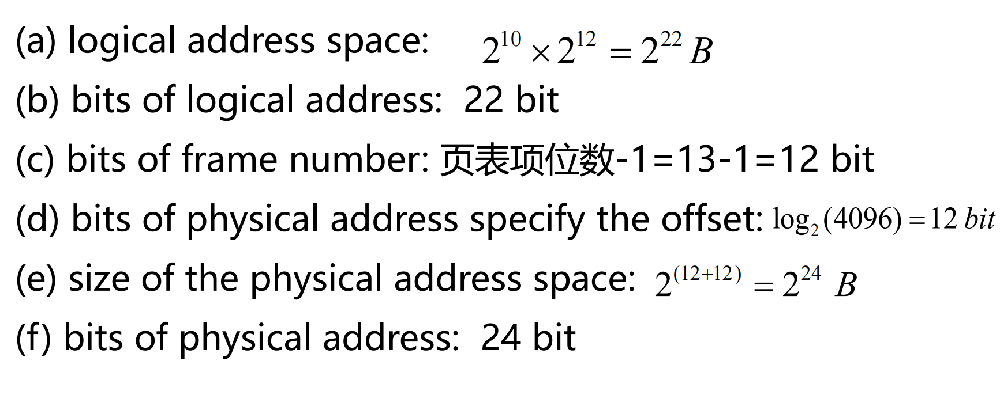 (a) logical address space: 2^10 × 2^12 = 2^22 B
(b) bits of logical address: 22 bit
(c) bits of frame number: 页表项位数-1=13-1=12 bit
(d) bits of physical address specify the offset: log₂(4096) = 12 bit
(e) size of the physical address space: 2^(12+12) = 2^24 B
(f) bits of physical address: 24 bit